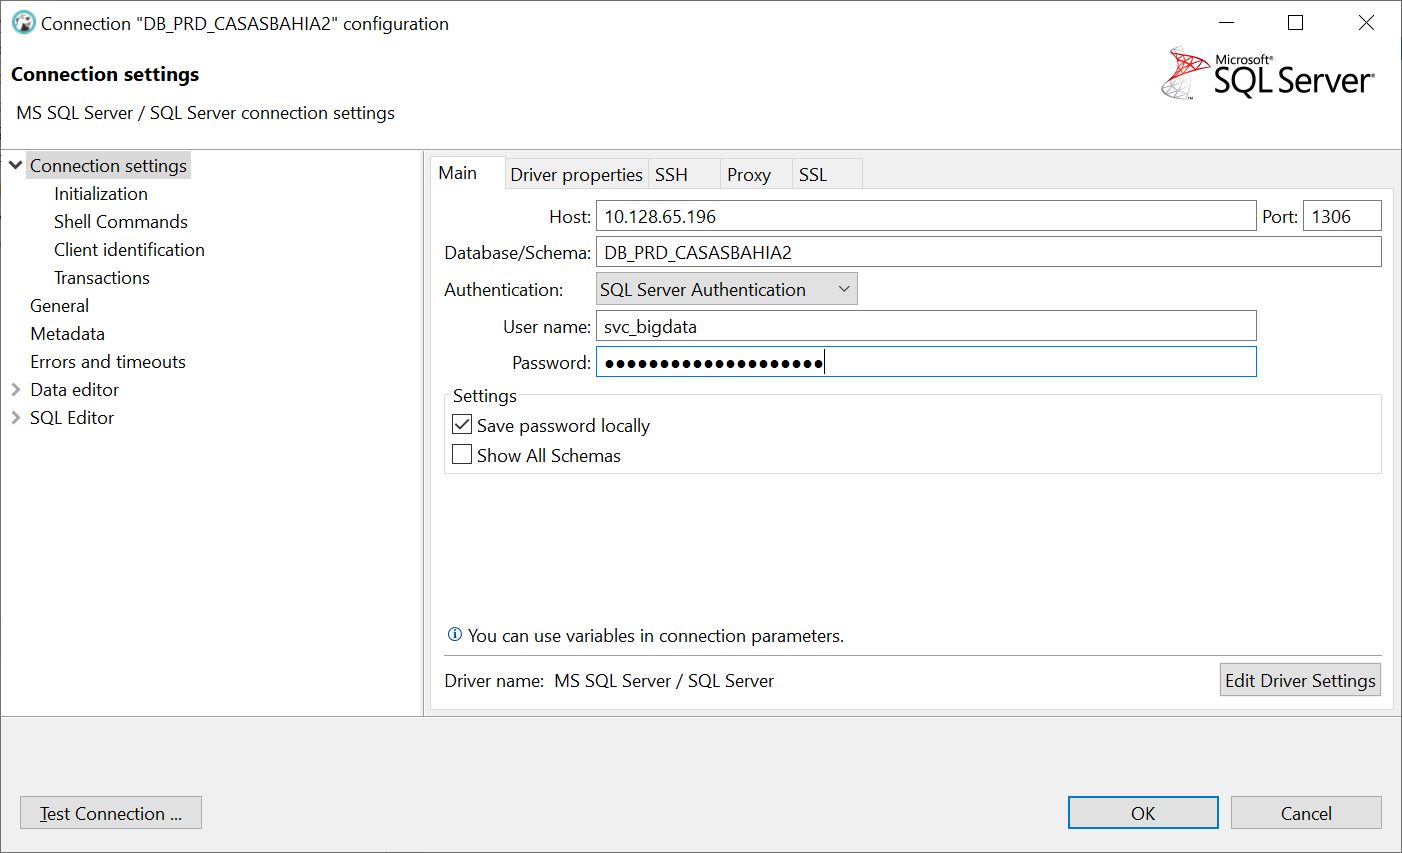 Connection "DB_PRD_CASASBAHIA2" configuration
Connection settings
MS SQL Server / SQL Server connection settings
Microsoft®
SQL Server®
Connection settings
Initialization
Shell Commands
Client identification
Transactions
General
Metadata
Errors and timeouts
Data editor
SQL Editor
Main Driver properties SSH Proxy SSL
Host: 10.128.65.196 Port: 1306
Database/Schema: DB_PRD_CASASBAHIA2
Authentication: SQL Server Authentication
User name: svc_bigdata
Password: ●●●●●●●●●●●●●●●●●●●●
Settings
Save password locally
Show All Schemas
You can use variables in connection parameters.
Driver name: MS SQL Server / SQL Server Edit Driver Settings
Test Connection ... OK Cancel